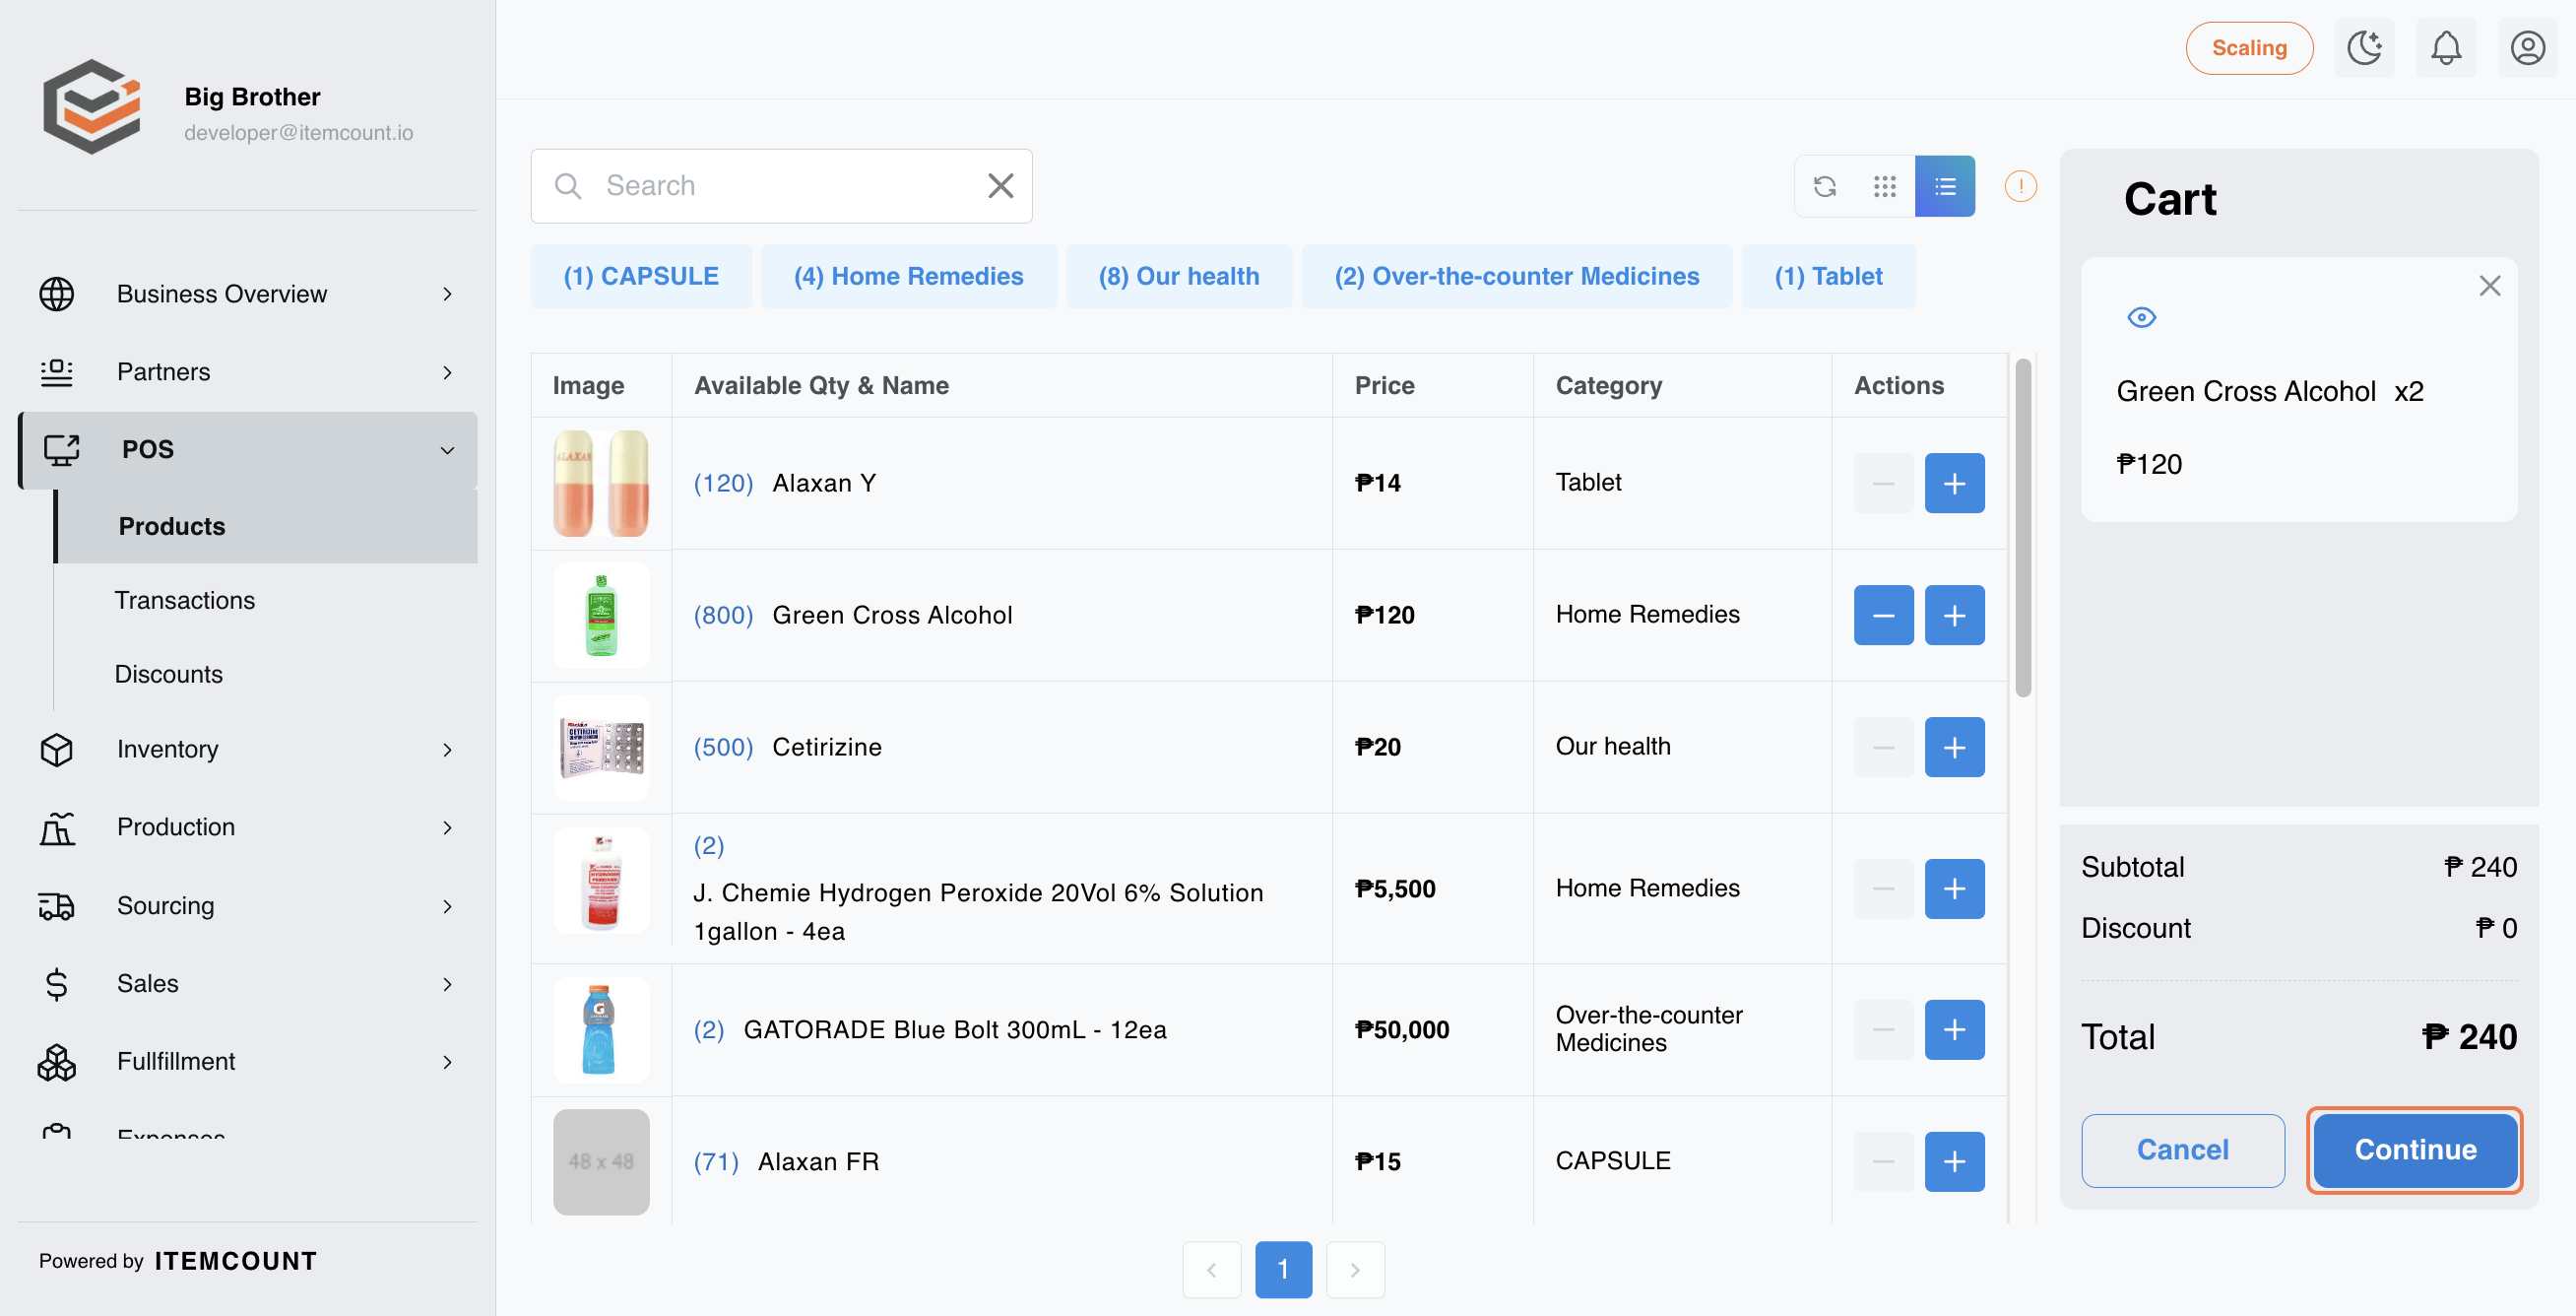 Big Brother
developer@itemcount.io
Business Overview
Partners
POS
Products
Transactions
Discounts
Inventory
Production
Sourcing
Sales
Fullfillment
Expenses
Powered by ITEMCOUNT
Scaling
Search
(1) CAPSULE
(4) Home Remedies
(8) Our health
(2) Over-the-counter Medicines
(1) Tablet
Image Available Qty & Name Price Category Actions
ALAXAN
(120) Alaxan Y ₱14 Tablet
(800) Green Cross Alcohol ₱120 Home Remedies
CETIRIZINE
(500) Cetirizine ₱20 Our health
HYDROGEN
PEROXIDE
(2)
J. Chemie Hydrogen Peroxide 20Vol 6% Solution
1gallon - 4ea
₱5,500 Home Remedies
G
(2) GATORADE Blue Bolt 300mL - 12ea ₱50,000
Over-the-counter
Medicines
48 x 48
(71) Alaxan FR ₱15 CAPSULE
1
Cart
Green Cross Alcohol x2
₱120
Subtotal ₱ 240
Discount ₱ 0
Total ₱ 240
Cancel
Continue